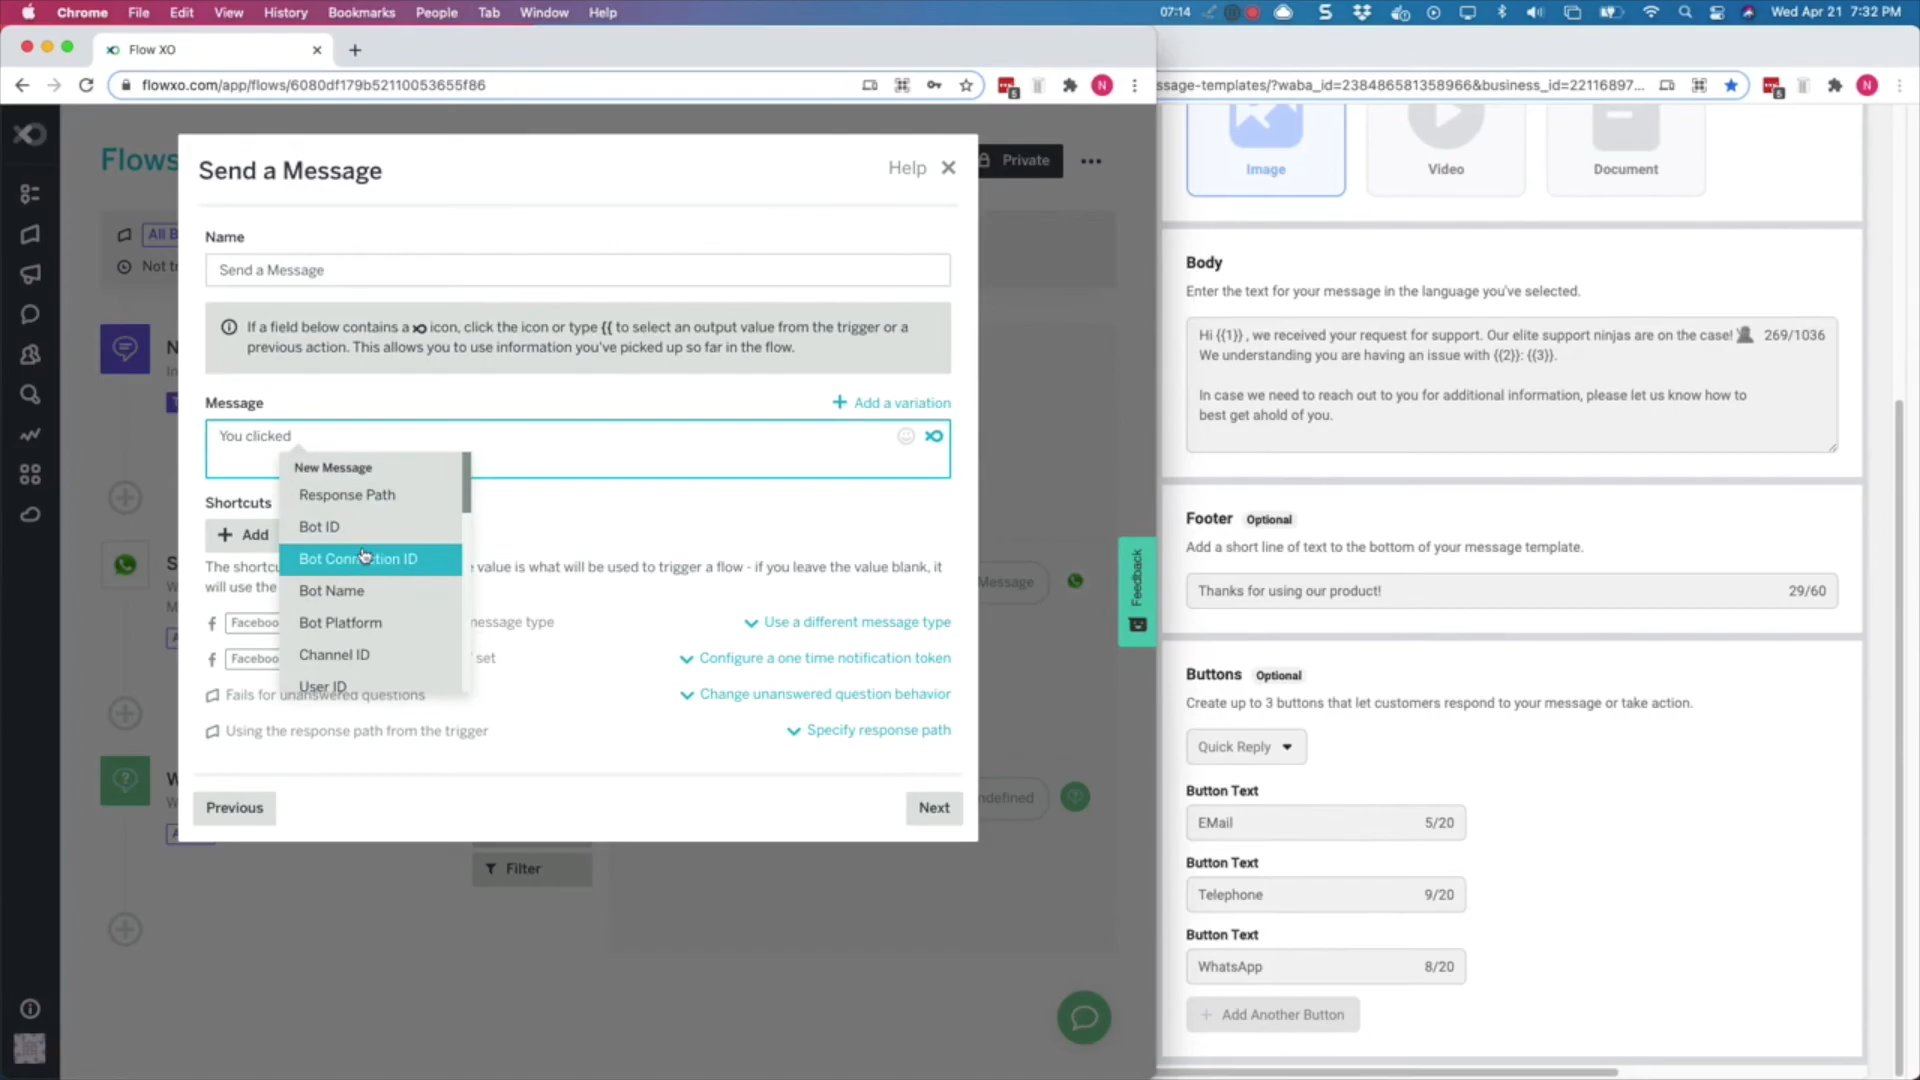 Chrome File Edit View History Bookmarks People Tab Window Help
07:14
Wed Apr 21 7:32 PM
Flow XO
flowxo.com/app/flows/6080df179b52110053655f86
5
N
ssage-templates/?waba_id=238486581358966&business_id=22116897...
5
N
XO
Flows
Private
All B
Not t
Send a Message
Help
Name
Send a Message
If a field below contains a xo icon, click the icon or type {{ to select an output value from the trigger or a
previous action. This allows you to use information you've picked up so far in the flow.
Message
Add a variation
You clicked
New Message
Response Path
Bot ID
Bot Connection ID
Bot Name
Bot Platform
Channel ID
User ID
Shortcuts
+ Add
The shortcu
value is what will be used to trigger a flow - if you leave the value blank, it
will use the
Faceboo
message type
Use a different message type
Faceboo
set
Configure a one time notification token
Fails for unanswered questions
Change unanswered question behavior
Using the response path from the trigger
Specify response path
Previous
Next
Message
ndefined
Filter
Feedback
Image
Video
Document
Body
Enter the text for your message in the language you've selected.
Hi {{1}} , we received your request for support. Our elite support ninjas are on the case! 269/1036
We understanding you are having an issue with {{2}}: {{3}}.
In case we need to reach out to you for additional information, please let us know how to
best get ahold of you.
Footer Optional
Add a short line of text to the bottom of your message template.
Thanks for using our product! 29/60
Buttons Optional
Create up to 3 buttons that let customers respond to your message or take action.
Quick Reply
Button Text
EMail 5/20
Button Text
Telephone 9/20
Button Text
WhatsApp 8/20
+ Add Another Button